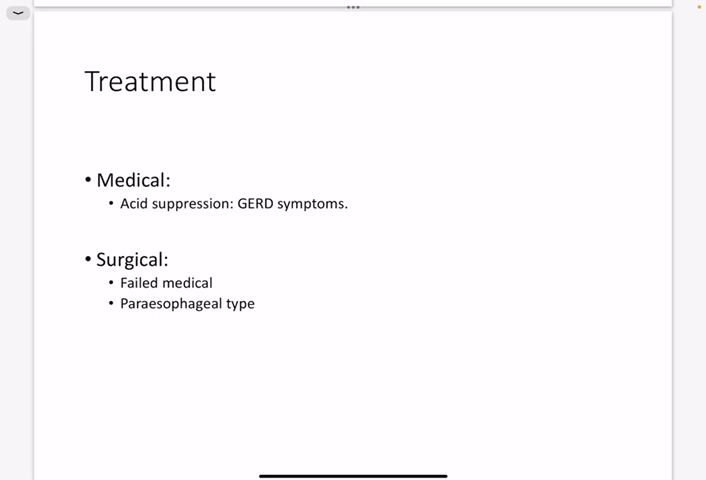 Treatment
• Medical:
• Acid suppression: GERD symptoms.
• Surgical:
• Failed medical
• Paraesophageal type